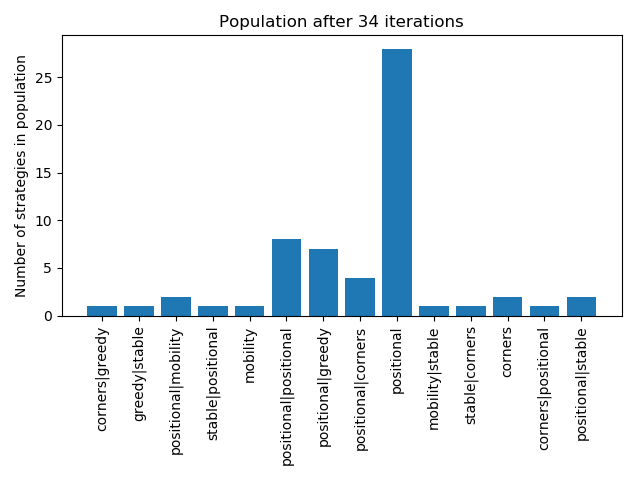 Population after 34 iterations
Number of strategies in population
25
20
15
10
5
0
corners|greedy
greedy|stable
positional|mobility
stable|positional
mobility
positional|positional
positional|greedy
positional|corners
positional
mobility|stable
stable|corners
corners
corners|positional
positional|stable